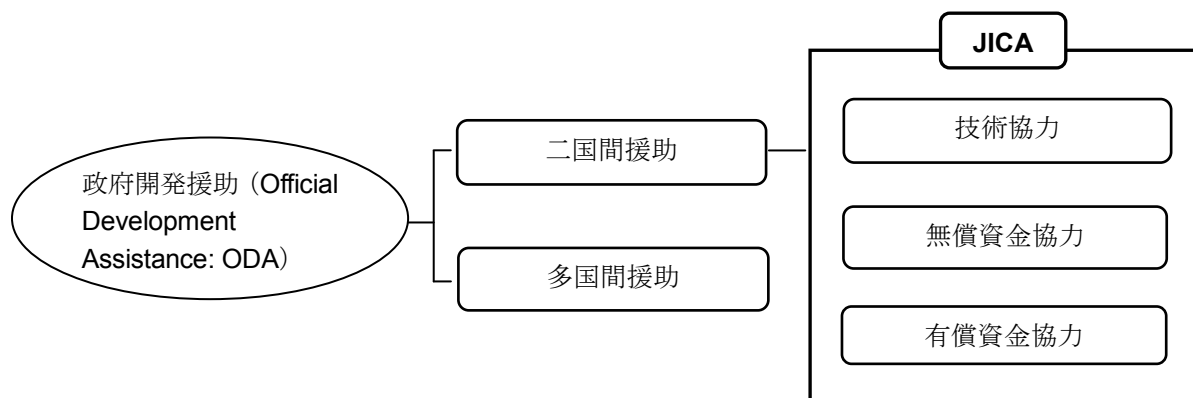 JICA
技術協力
二国間援助
政府開発援助（Official
Development
Assistance: ODA）
無償資金協力
多国間援助
有償資金協力